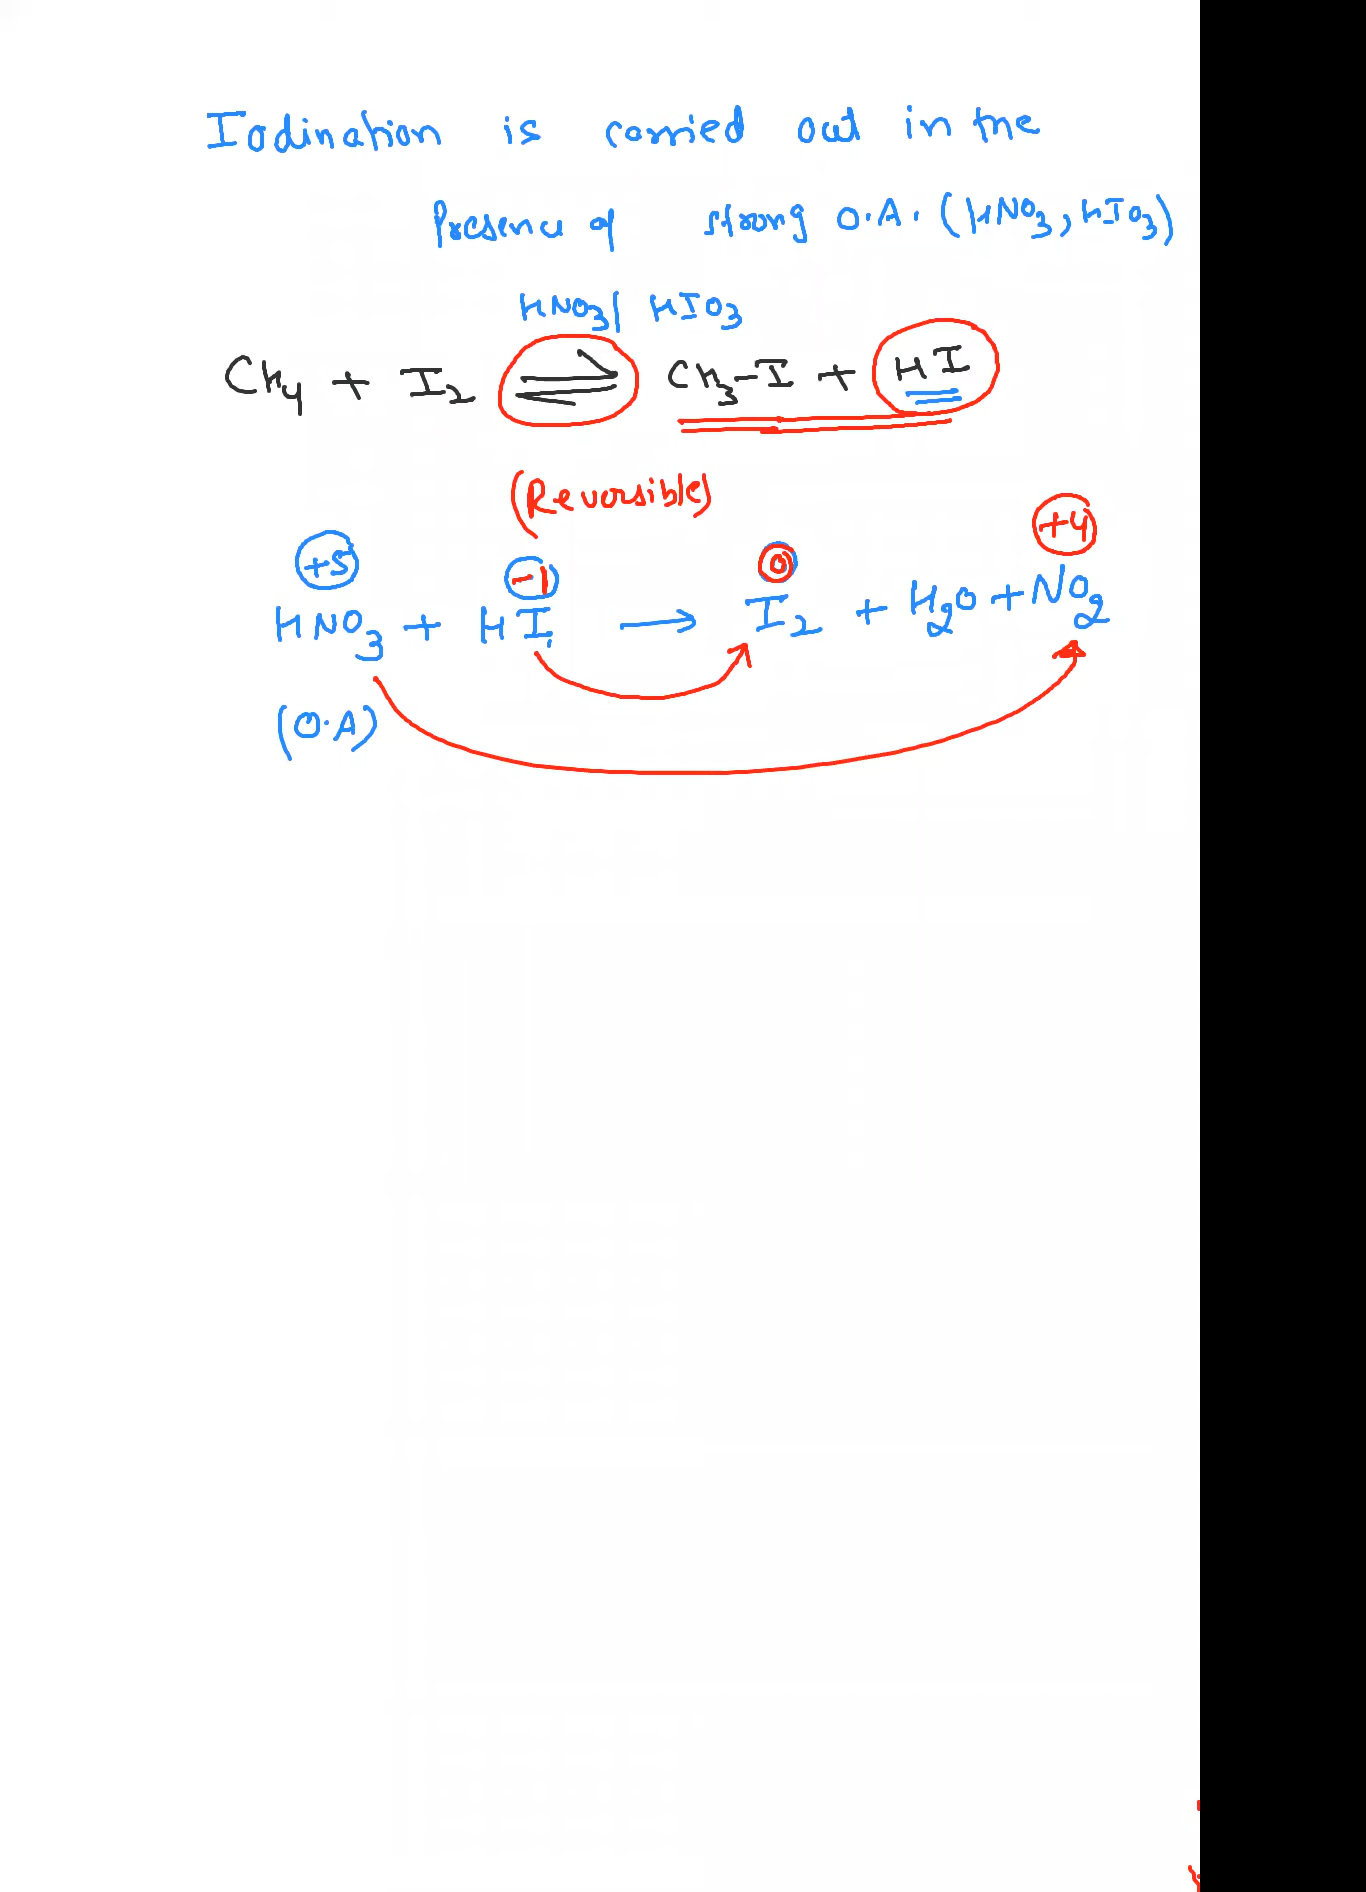 Iodination is carried out in the
Presence of strong O.A. (HNO3, HIO3)
HNO3/ HIO3
CH4 + I2 ⇌ CH3-I + HI
(Reversible)
+5 -1 0 +4
HNO3 + HI → I2 + H2O + NO2
(O.A)